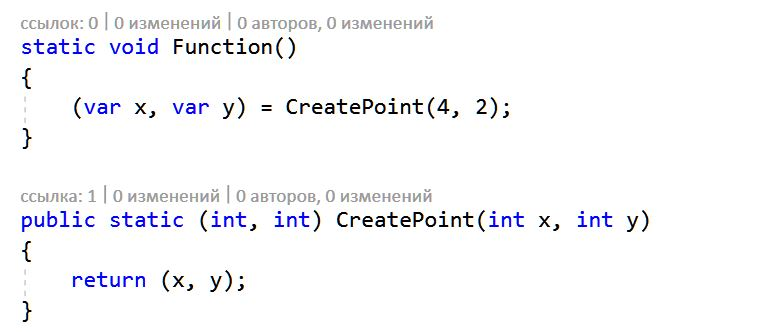 ссылок: 0 | 0 изменений | 0 авторов, 0 изменений
static void Function()
{
    (var x, var y) = CreatePoint(4, 2);
}
ссылка: 1 | 0 изменений | 0 авторов, 0 изменений
public static (int, int) CreatePoint(int x, int y)
{
    return (x, y);
}